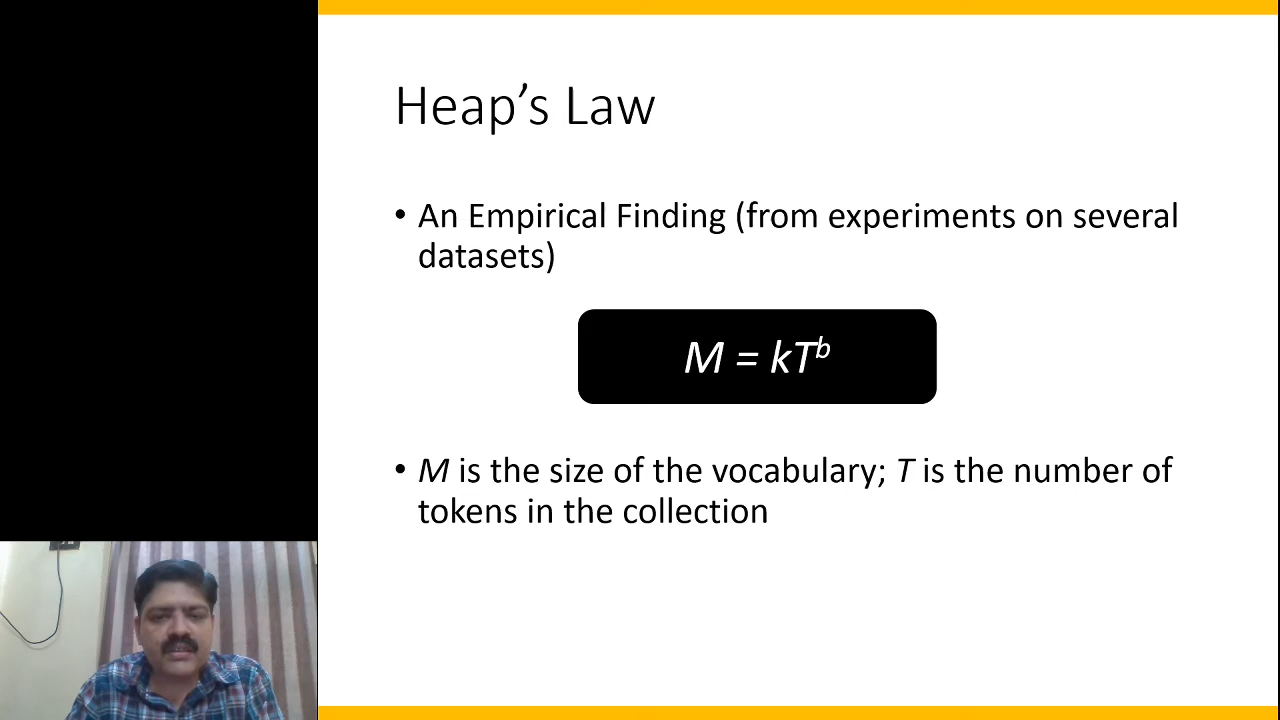 Heap’s Law
• An Empirical Finding (from experiments on several
datasets)
M = kTᵇ
• M is the size of the vocabulary; T is the number of
tokens in the collection